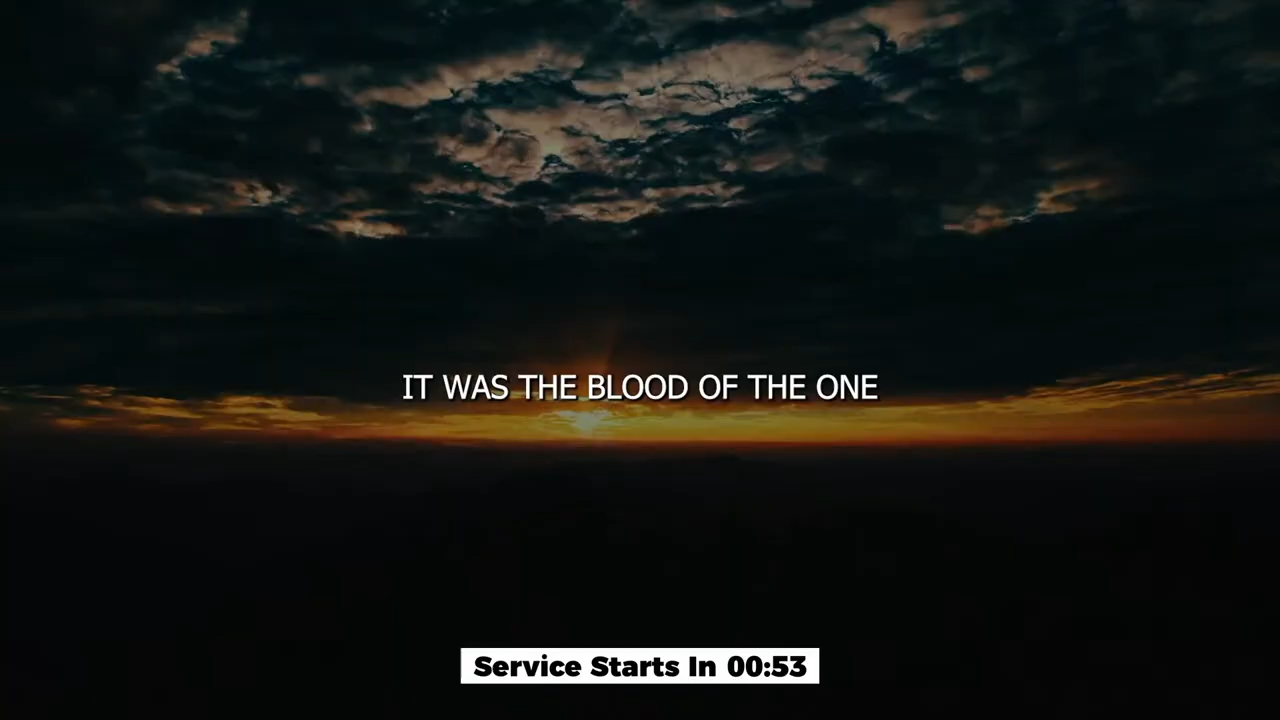 IT WAS THE BLOOD OF THE ONE
Service Starts In 00:53